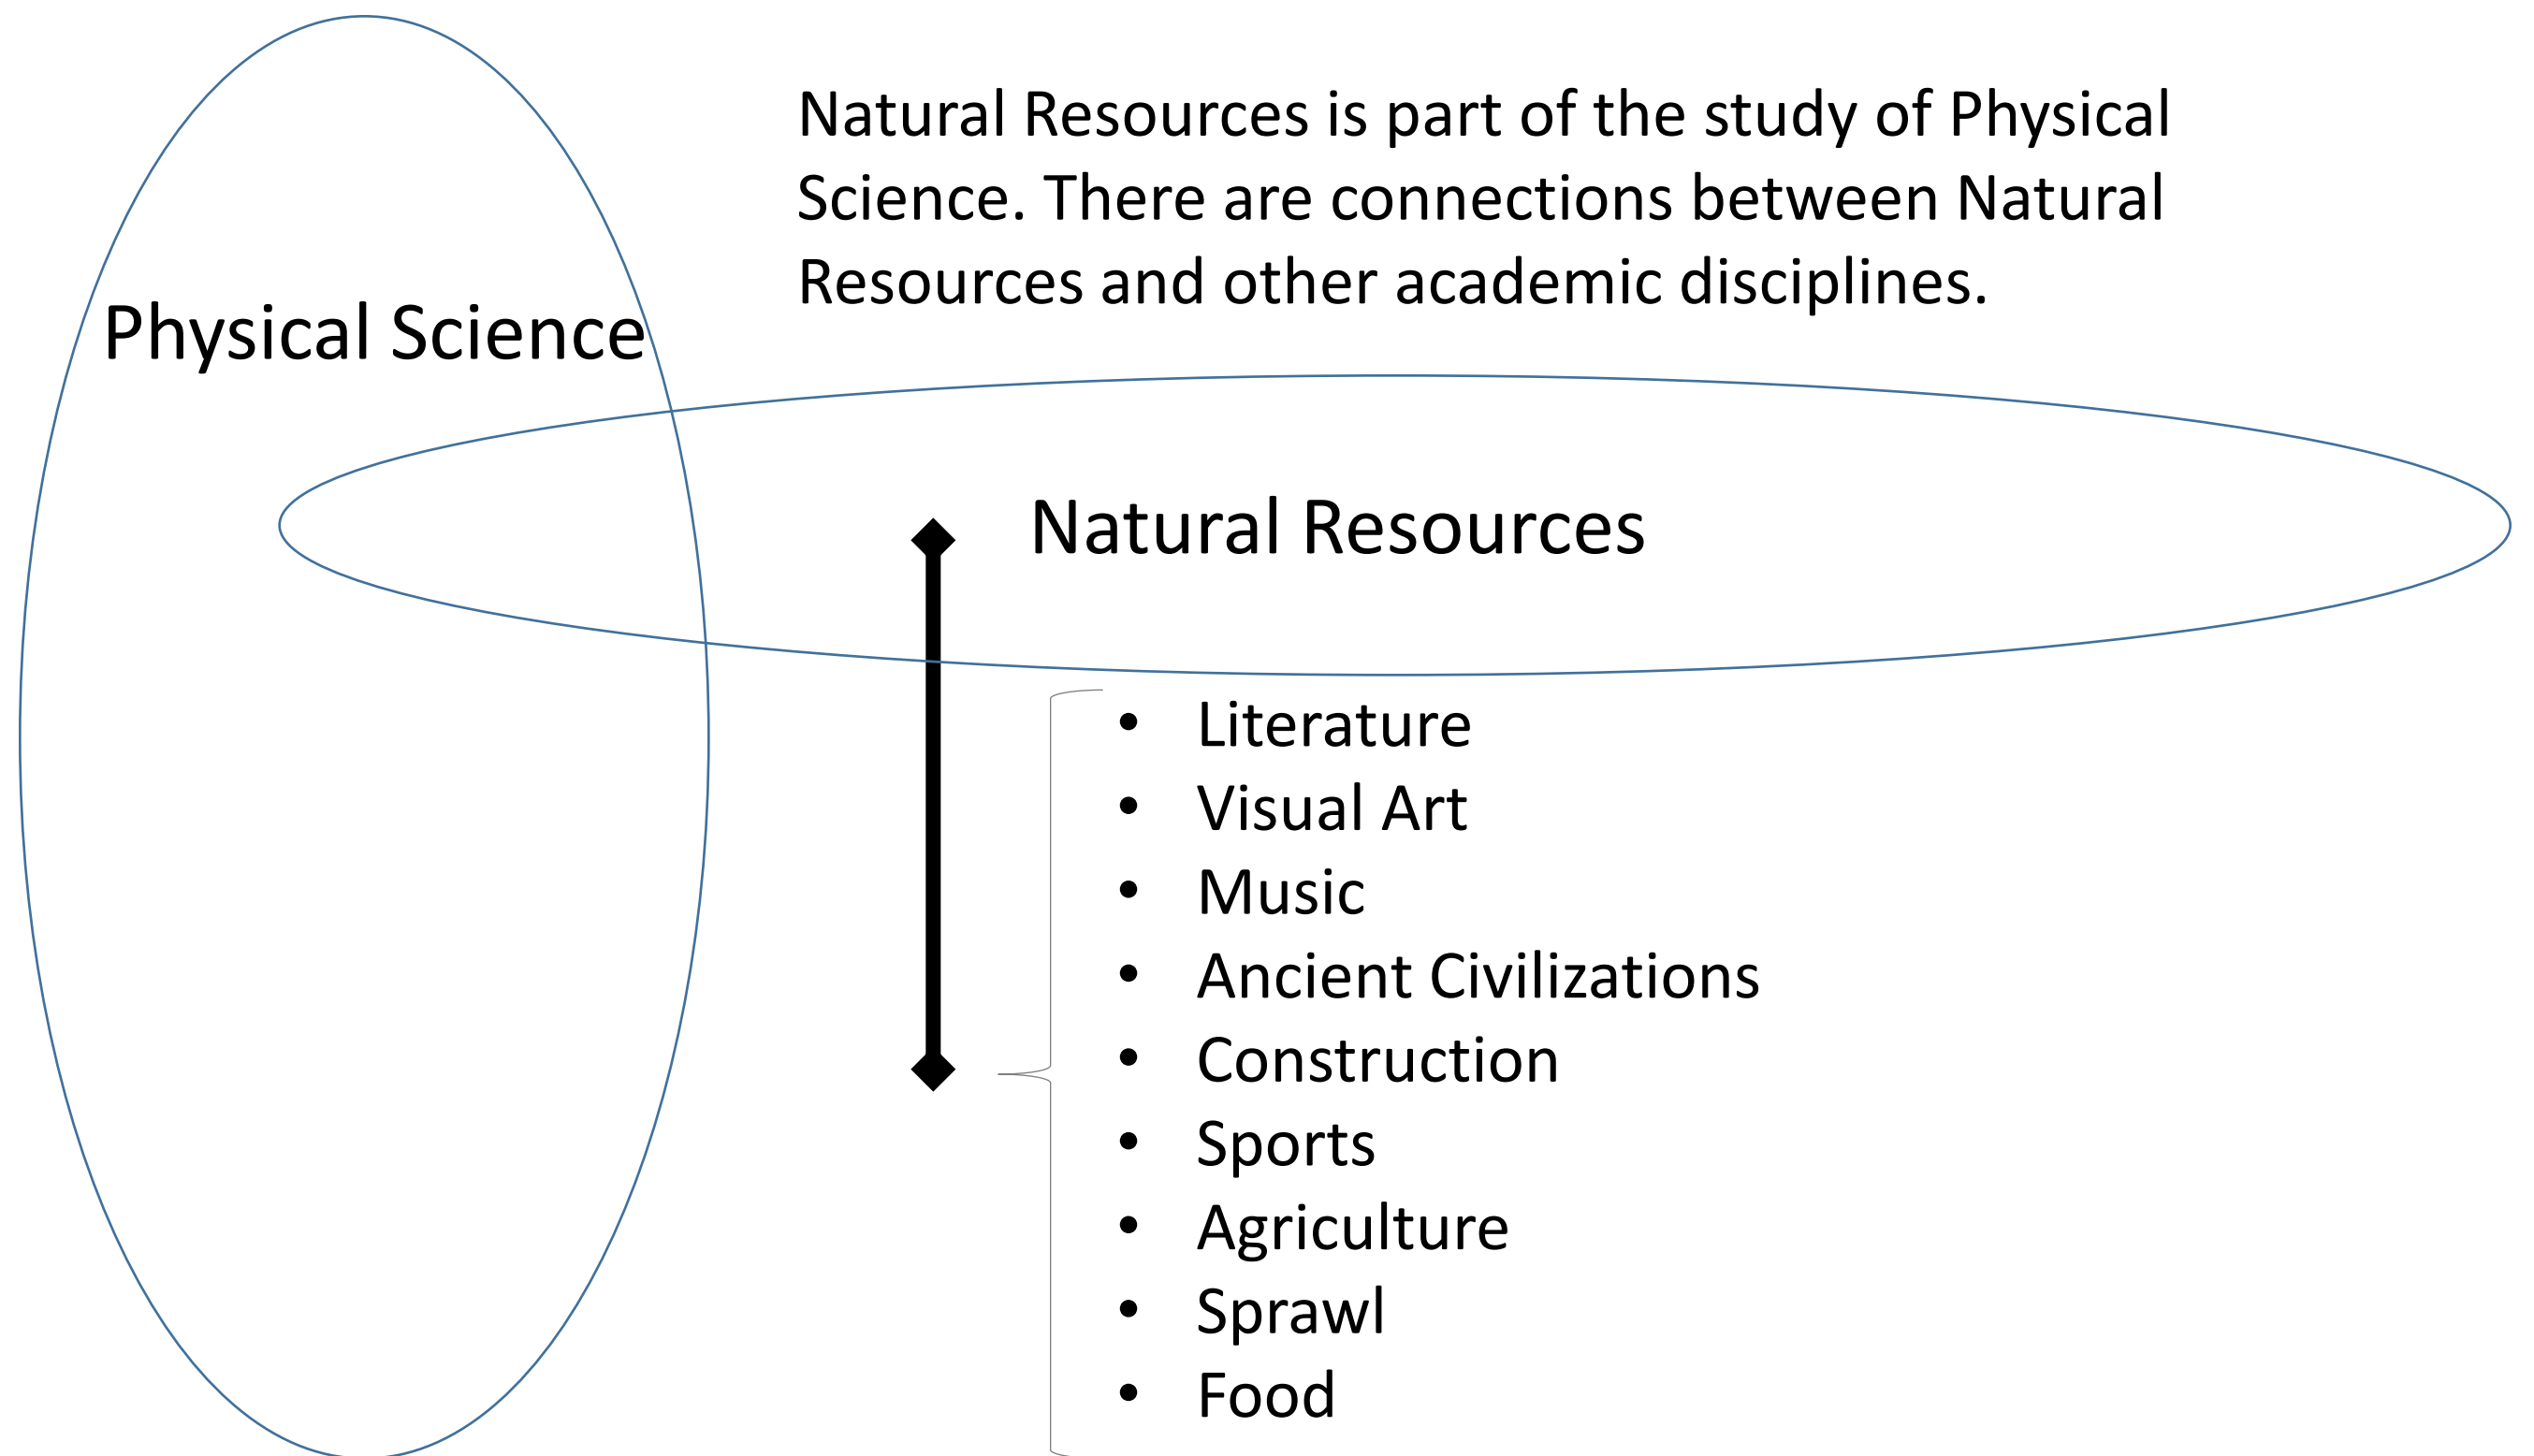 Natural Resources is part of the study of Physical
Science. There are connections between Natural
Resources and other academic disciplines.
Physical Science
Natural Resources
• Literature
• Visual Art
• Music
• Ancient Civilizations
• Construction
• Sports
• Agriculture
• Sprawl
• Food